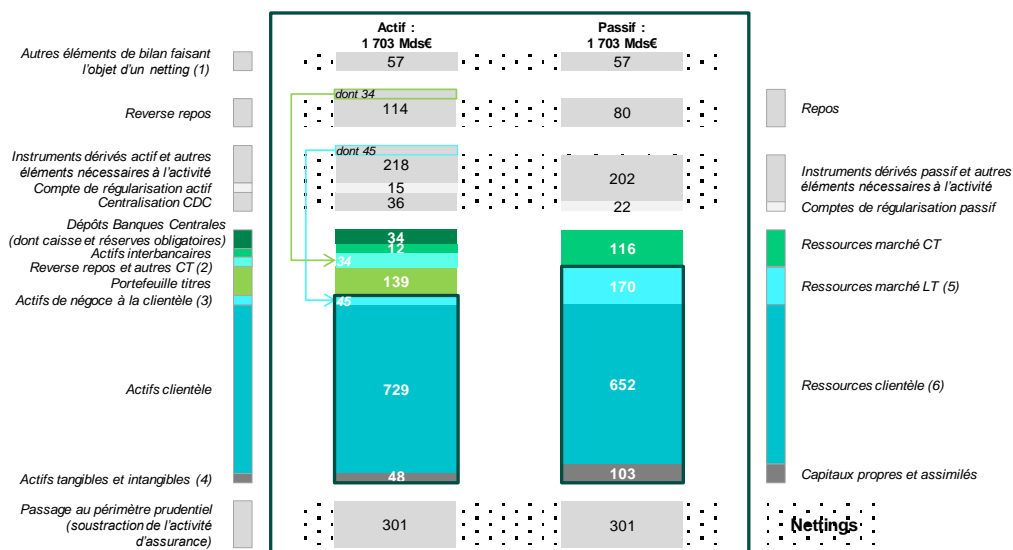 Actif :
1 703 Mds€
Passif :
1 703 Mds€
Autres éléments de bilan faisant
l'objet d'un netting (1)
57
57
dont 34
Reverse repos
114
80
Repos
dont 45
Instruments dérivés actif et autres
éléments nécessaires à l'activité
218
202
Instruments dérivés passif et autres
éléments nécessaires à l'activité
Compte de régularisation actif
15
Centralisation CDC
36
22
Comptes de régularisation passif
Dépôts Banques Centrales
(dont caisse et réserves obligatoires)
34
Actifs interbancaires
12
116
Ressources marché CT
Reverse repos et autres CT (2)
34
Portefeuille titres
139
170
Ressources marché LT (5)
Actifs de négoce à la clientèle (3)
45
Actifs clientèle
729
652
Ressources clientèle (6)
Actifs tangibles et intangibles (4)
48
103
Capitaux propres et assimilés
Passage au périmètre prudentiel
(soustraction de l'activité
d'assurance)
301
301
Nettings